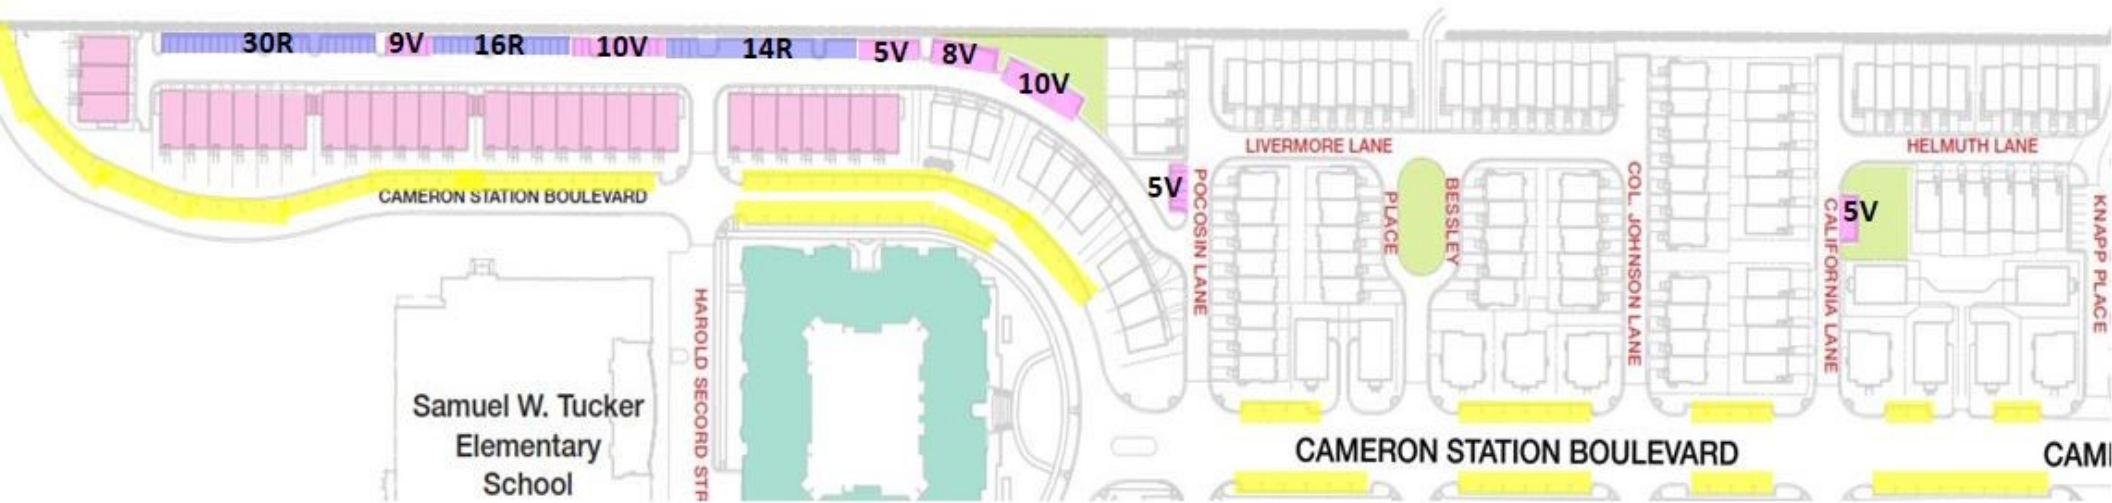 30R
9V
16R
10V
14R
5V
8V
10V
LIVERMORE LANE
HELMUTH LANE
5V
CAMERON STATION BOULEVARD
POCOSIN LANE
PLACE
BESSLEY
COL. JOHNSON LANE
CALIFORNIA LANE
5V
KNAPP PLACE
HAROLD SECORD STR
Samuel W. Tucker
Elementary
School
CAMERON STATION BOULEVARD
CAM